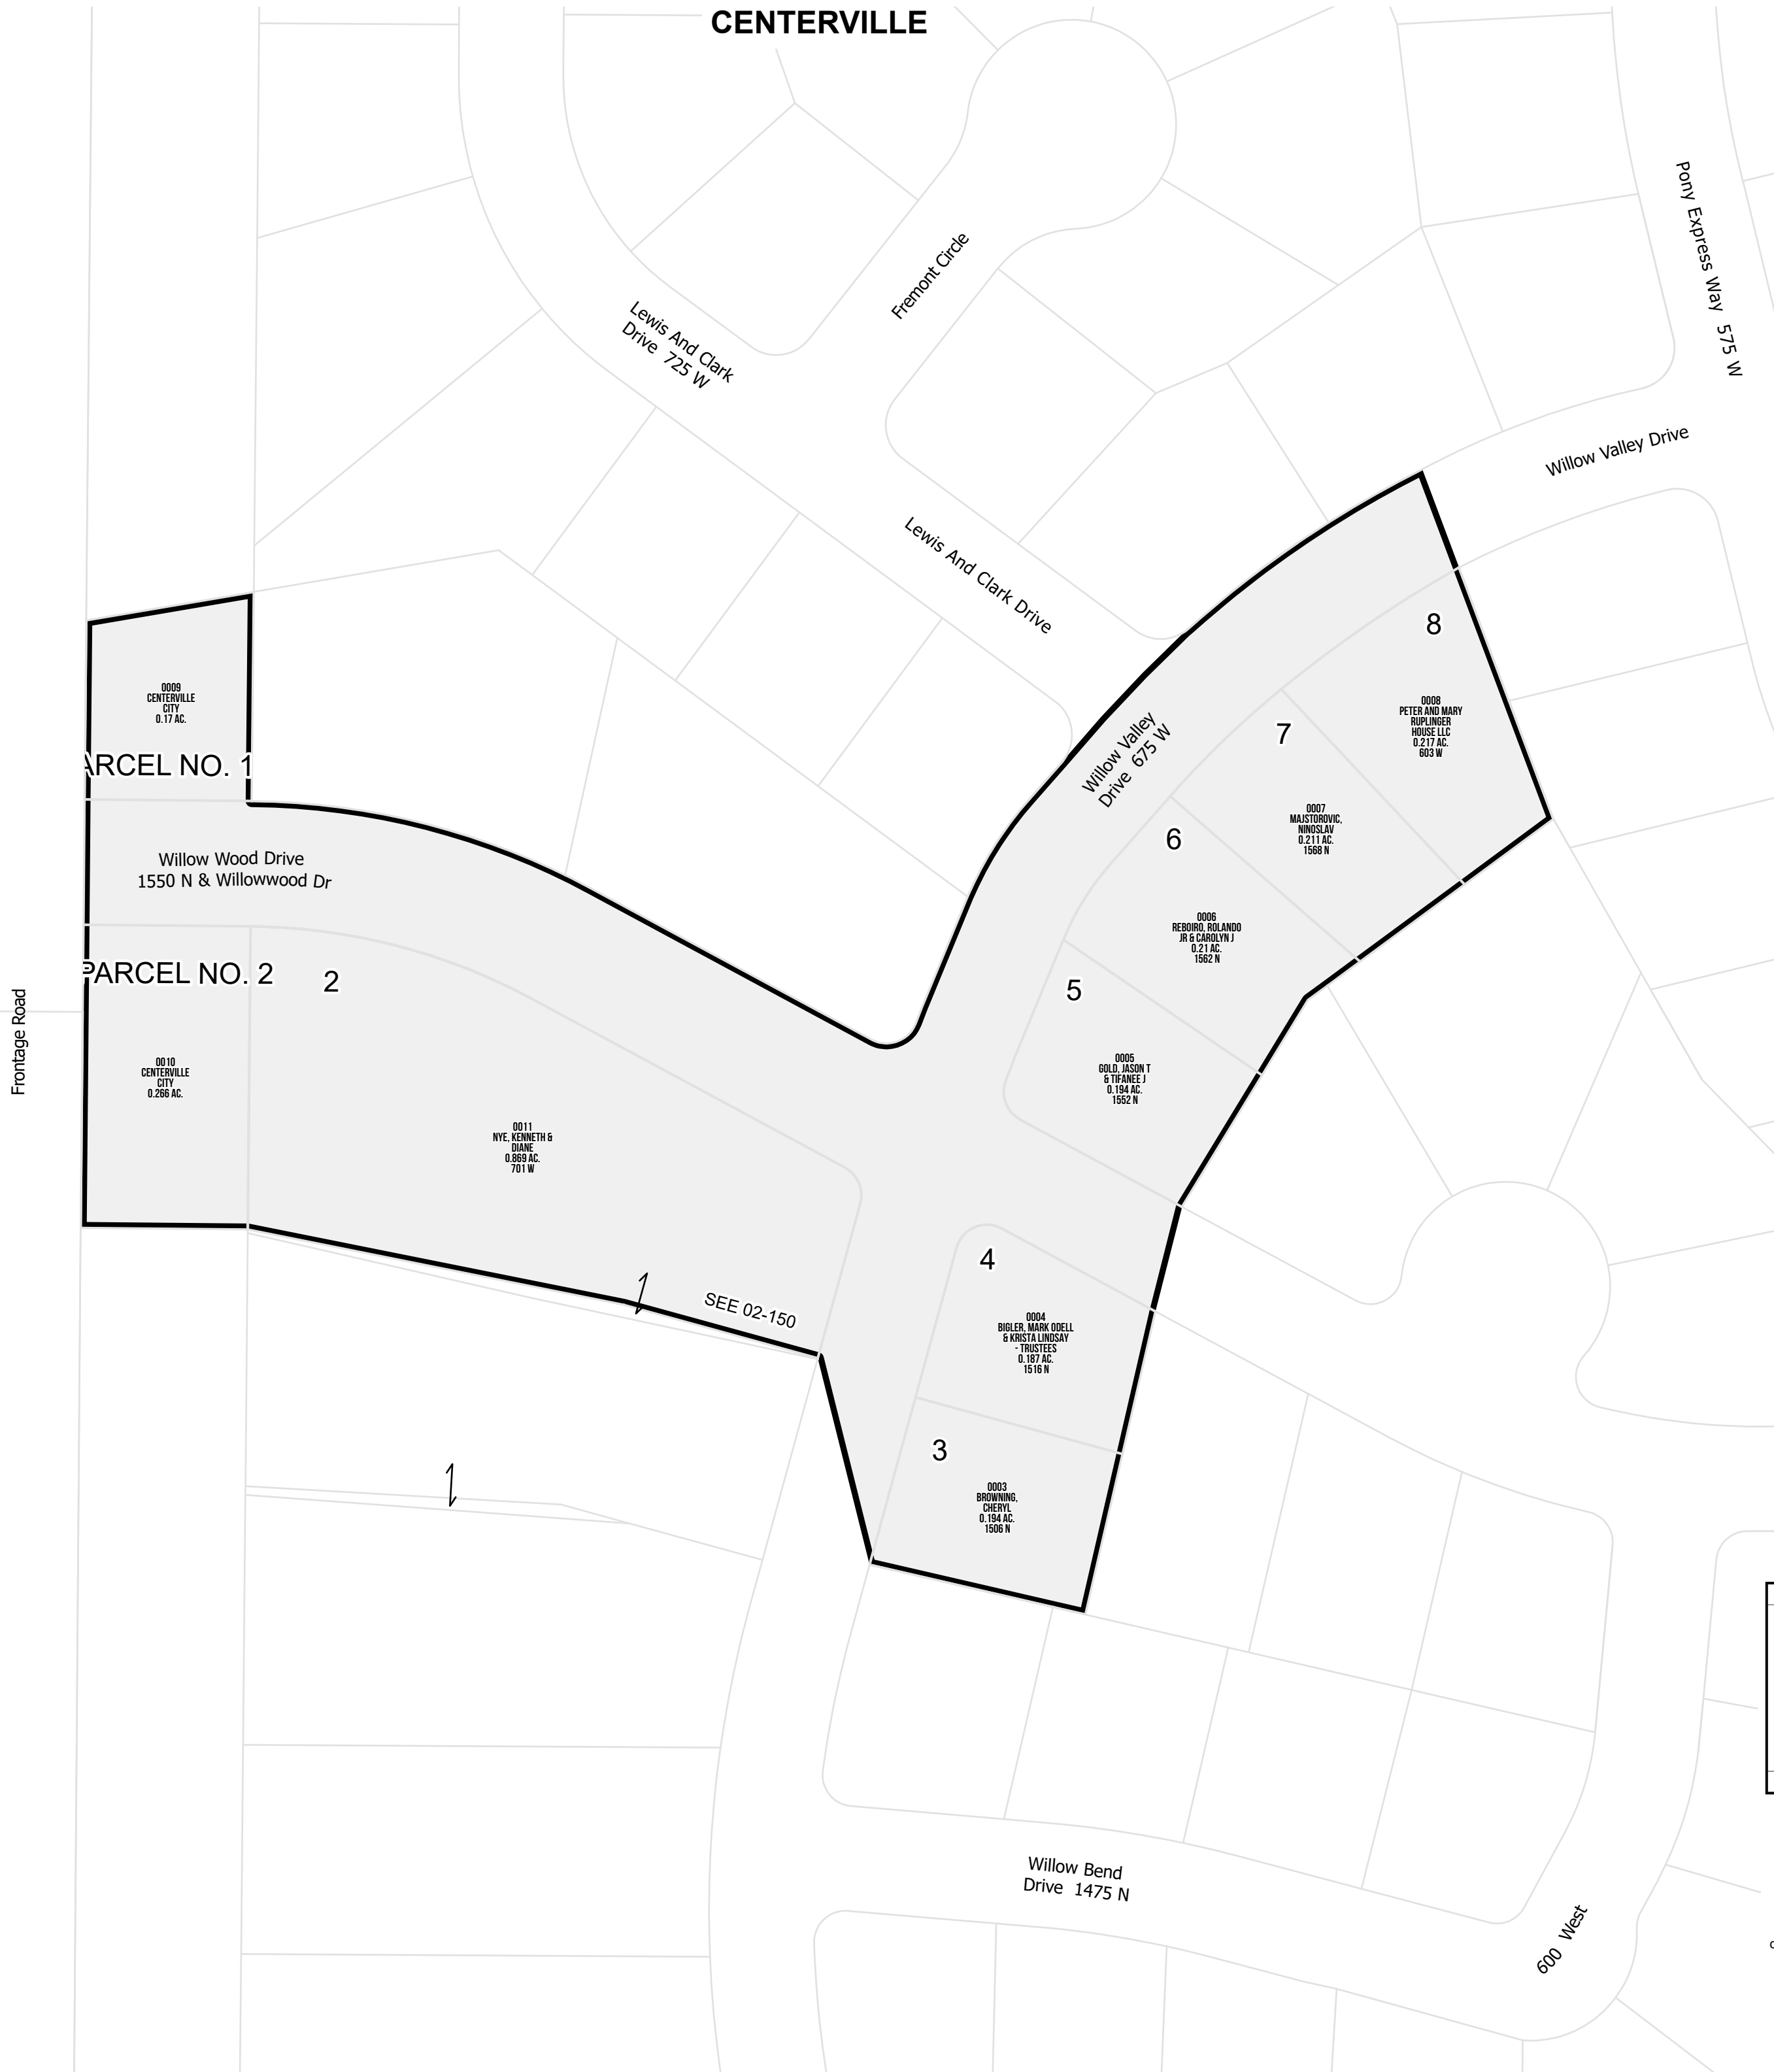 CENTERVILLE
Pony Express Way 575 W
Fremont Circle
Lewis And Clark
Drive 725 W
Willow Valley Drive
Lewis And Clark Drive
8
0009
CENTERVILLE
CITY
0.17 AC.
0008
PETER AND MARY
RUPLINGER
HOUSE LLC
0.217 AC.
603 W
7
Willow Valley
Drive 675 W
ARCEL NO. 1
0007
MAJSTOROVIC,
NINOSLAV
0.211 AC.
1568 N
6
Willow Wood Drive
1550 N & Willowwood Dr
0006
REBOIRO, ROLANDO
JR & CAROLYN J
0.21 AC.
1562 N
PARCEL NO. 2
2
5
Frontage Road
0010
CENTERVILLE
CITY
0.266 AC.
0005
GOLD, JASON T
& TIFANEE J
0.194 AC.
1552 N
0011
NYE, KENNETH &
DIANE
0.869 AC.
701 W
4
SEE 02-150
0004
BIGLER, MARK ODELL
& KRISTA LINDSAY
- TRUSTEES
0.187 AC.
1516 N
3
0003
BROWNING,
CHERYL
0.194 AC.
1506 N
Willow Bend
Drive 1475 N
600 West